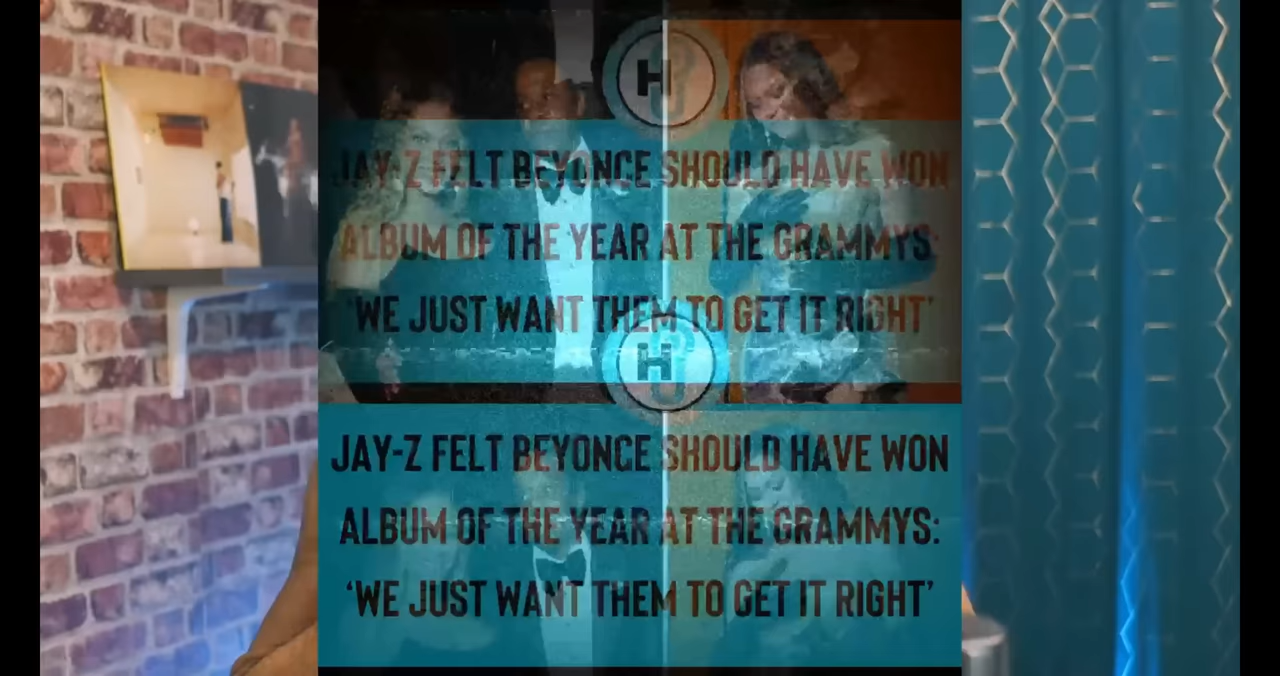 H
JAY-Z FELT BEYONCE SHOULD HAVE WON
ALBUM OF THE YEAR AT THE GRAMMYS:
'WE JUST WANT THEM TO GET IT RIGHT'
H
JAY-Z FELT BEYONCE SHOULD HAVE WON
ALBUM OF THE YEAR AT THE GRAMMYS:
‘WE JUST WANT THEM TO GET IT RIGHT’